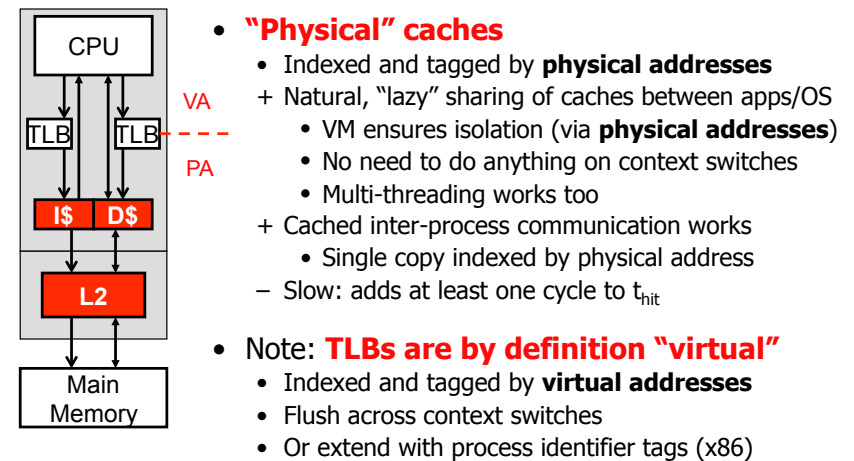 CPU
VA
TLB
TLB
PA
I$
D$
L2
Main
Memory
• “Physical” caches
• Indexed and tagged by physical addresses
+ Natural, “lazy” sharing of caches between apps/OS
• VM ensures isolation (via physical addresses)
• No need to do anything on context switches
• Multi-threading works too
+ Cached inter-process communication works
• Single copy indexed by physical address
– Slow: adds at least one cycle to thit
• Note: TLBs are by definition “virtual”
• Indexed and tagged by virtual addresses
• Flush across context switches
• Or extend with process identifier tags (x86)